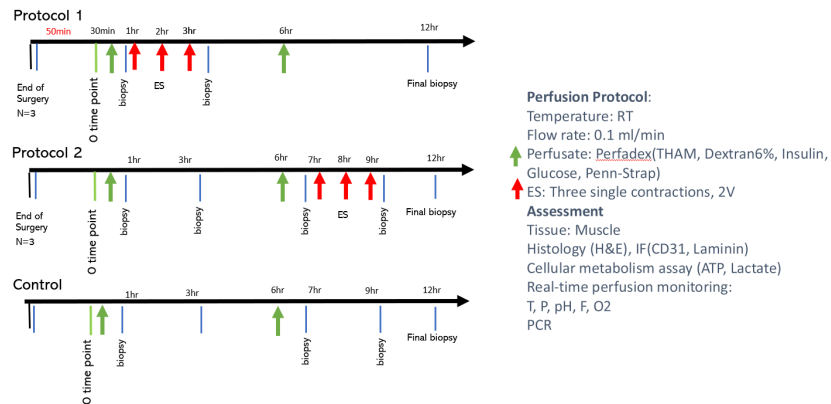 Protocol 1
50min 30min 1hr 2hr 3hr 6hr 12hr
End of
Surgery
N=3
O time point
biopsy
ES
biopsy
Final biopsy
Protocol 2
1hr 3hr 6hr 7hr 8hr 9hr 12hr
End of
Surgery
N=3
O time point
biopsy
biopsy
biopsy
ES
biopsy
Final biopsy
Control
1hr 3hr 6hr 7hr 9hr 12hr
O time point
biopsy
biopsy
biopsy
Final biopsy
Perfusion Protocol:
Temperature: RT
Flow rate: 0.1 ml/min
Perfusate: Perfadex(THAM, Dextran6%, Insulin,
Glucose, Penn-Strap)
ES: Three single contractions, 2V
Assessment
Tissue: Muscle
Histology (H&E), IF(CD31, Laminin)
Cellular metabolism assay (ATP, Lactate)
Real-time perfusion monitoring:
T, P, pH, F, O2
PCR